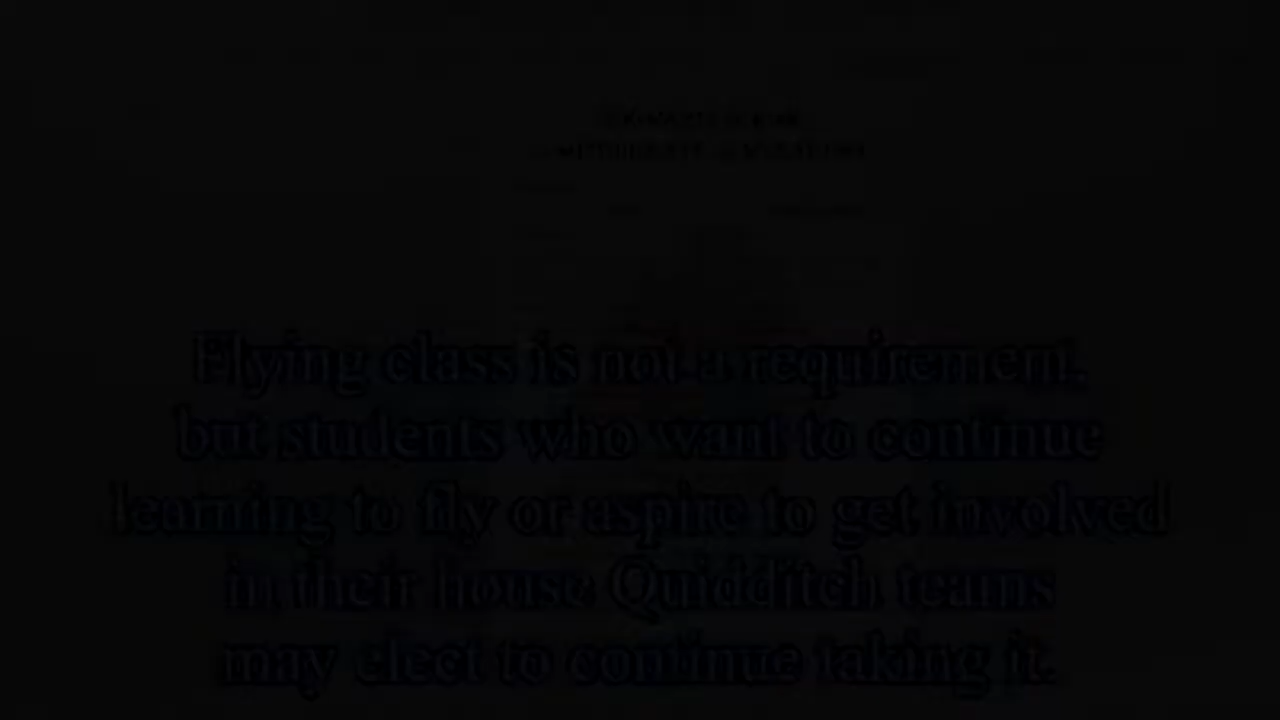 Flying class is not a requirement,
but students who want to continue
learning to fly or aspire to get involved
in their house Quidditch teams
may elect to continue taking it.